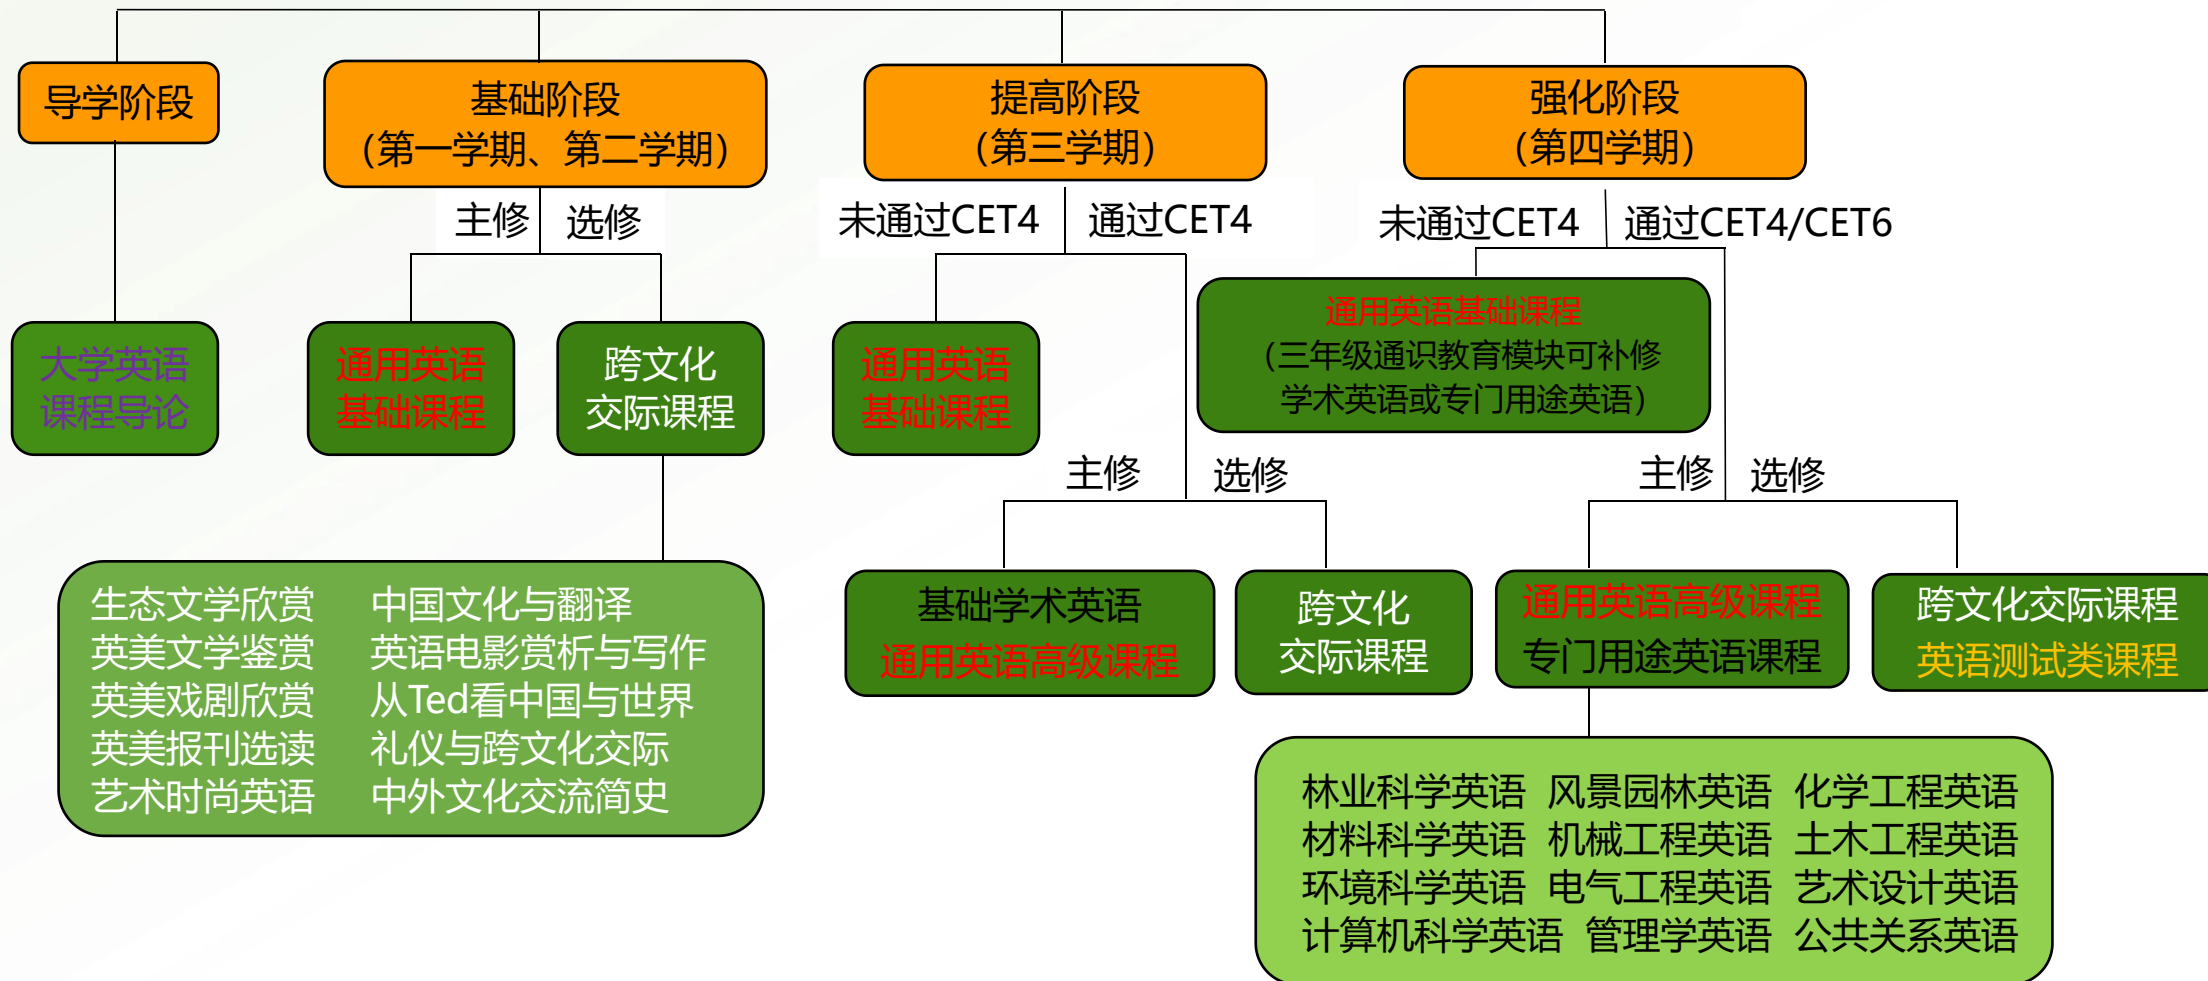 导学阶段
基础阶段
（第一学期、第二学期）
提高阶段
（第三学期）
强化阶段
（第四学期）
主修
选修
未通过CET4
通过CET4
未通过CET4
通过CET4/CET6
大学英语
课程导论
通用英语
基础课程
跨文化
交际课程
通用英语
基础课程
通用英语基础课程
（三年级通识教育模块可补修
学术英语或专门用途英语）
主修
选修
主修
选修
基础学术英语
通用英语高级课程
跨文化
交际课程
通用英语高级课程
专门用途英语课程
跨文化交际课程
英语测试类课程
生态文学欣赏 中国文化与翻译
英美文学鉴赏 英语电影赏析与写作
英美戏剧欣赏 从Ted看中国与世界
英美报刊选读 礼仪与跨文化交际
艺术时尚英语 中外文化交流简史
林业科学英语 风景园林英语 化学工程英语
材料科学英语 机械工程英语 土木工程英语
环境科学英语 电气工程英语 艺术设计英语
计算机科学英语 管理学英语 公共关系英语